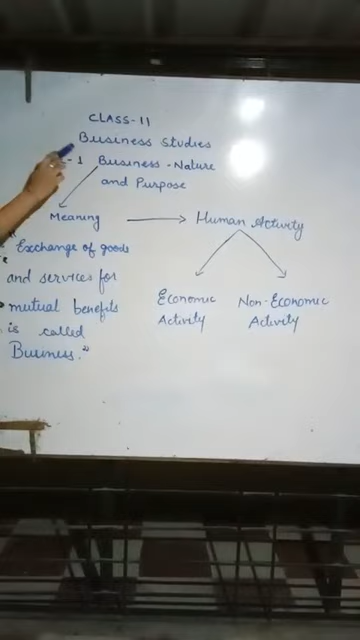 CLASS-11
Business Studies
-1 Business-Nature
and Purpose
Meaning
Human Activity
"Exchange of goods
and services for
mutual benefits
is called
Business."
Economic
Activity
Non-Economic
Activity